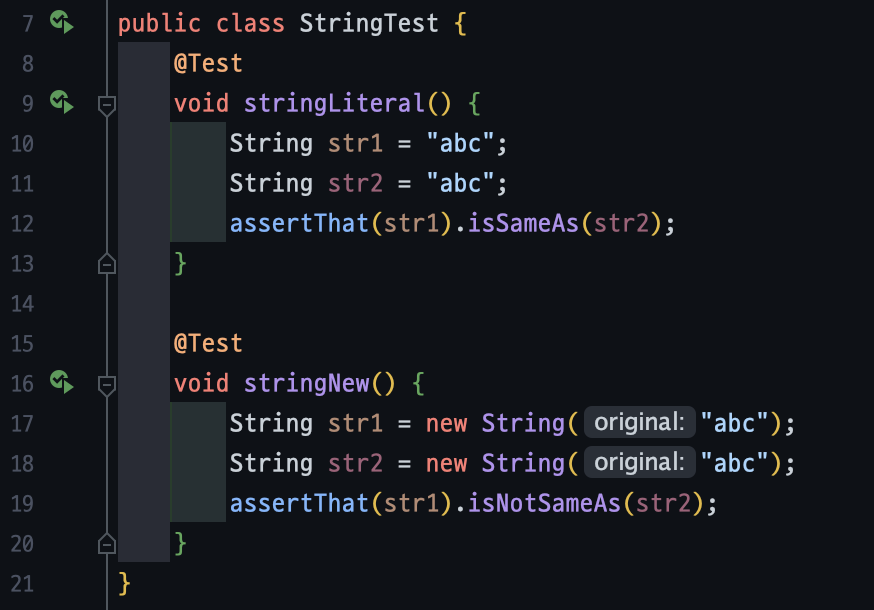 7 public class StringTest {
8 @Test
9 void stringLiteral() {
10 String str1 = "abc";
11 String str2 = "abc";
12 assertThat(str1).isSameAs(str2);
13 }
14
15 @Test
16 void stringNew() {
17 String str1 = new String( original: "abc");
18 String str2 = new String( original: "abc");
19 assertThat(str1).isNotSameAs(str2);
20 }
21 }